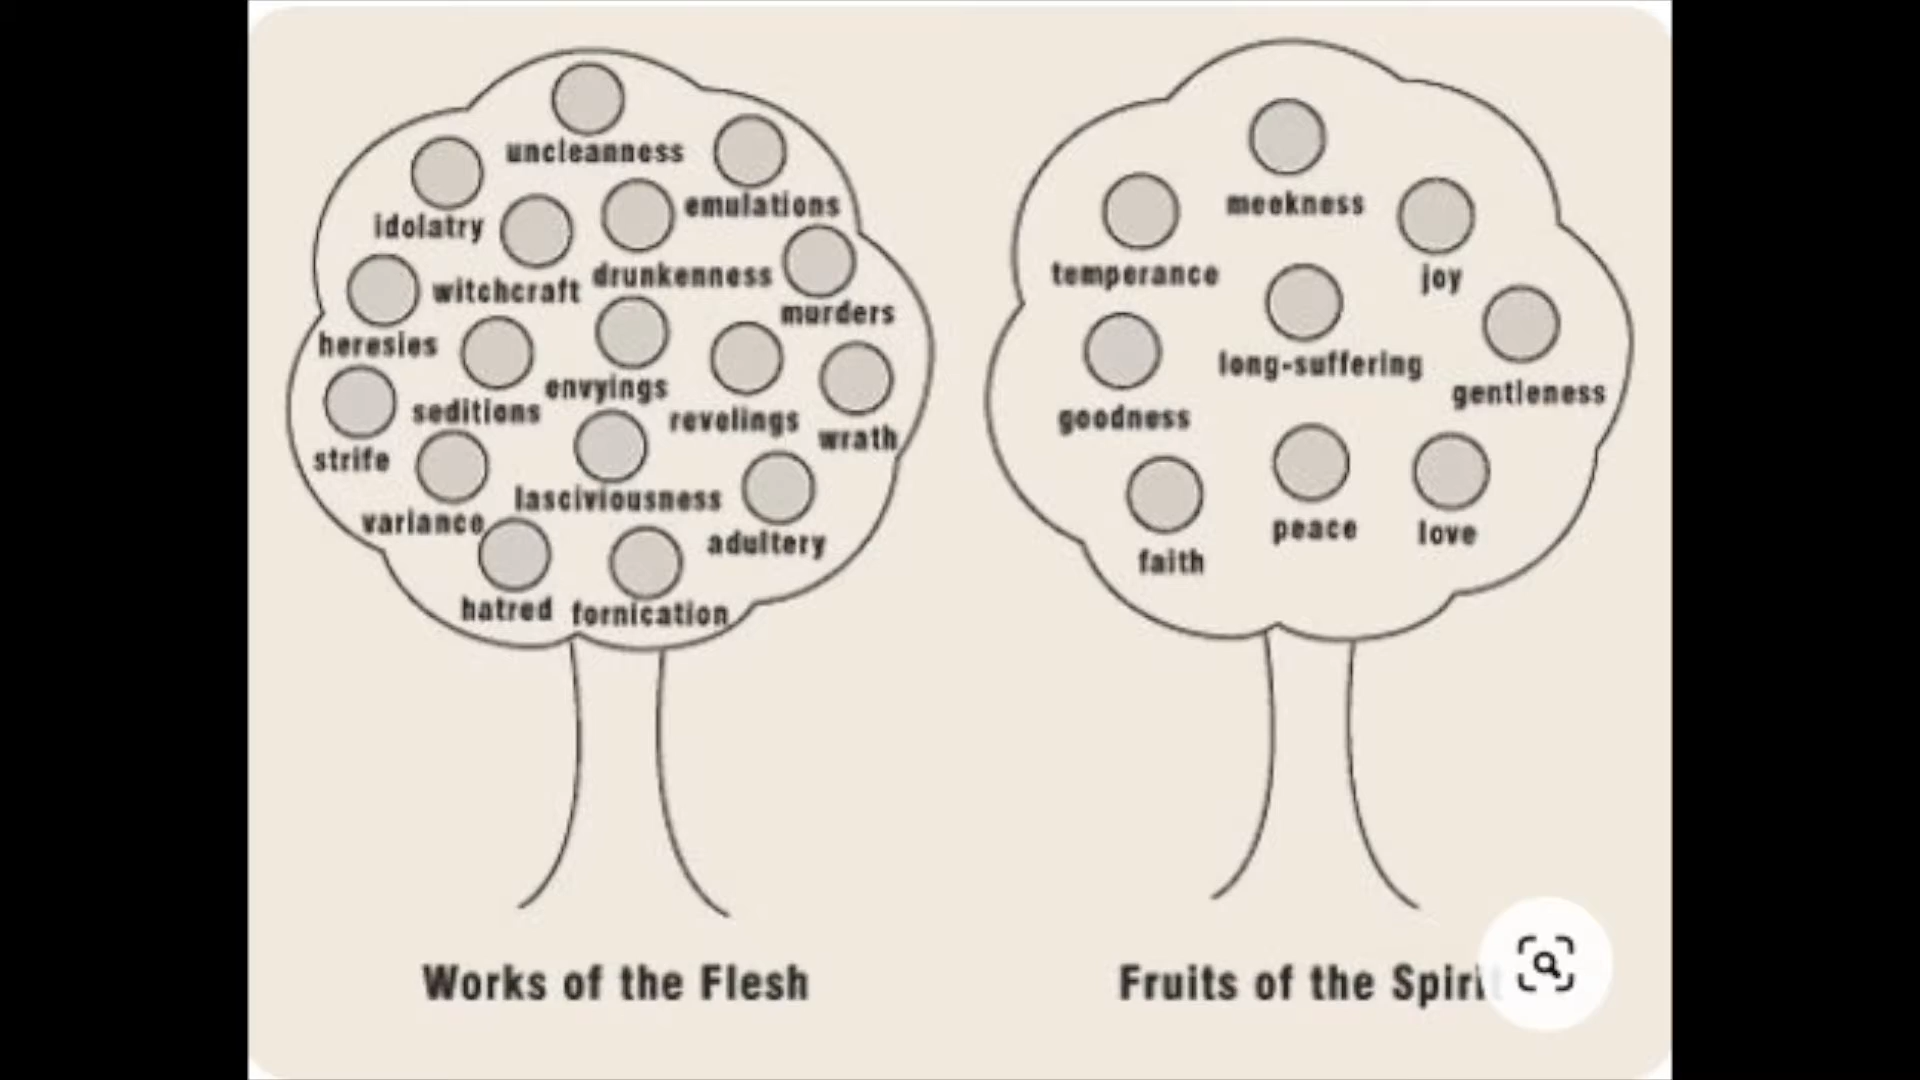 uncleanness
emulations
idolatry
witchcraft
drunkenness
murders
heresies
envyings
seditions
revelings
wrath
strife
lasciviousness
variance
adultery
hatred
fornication
Works of the Flesh
meekness
temperance
joy
long-suffering
gentleness
goodness
peace
love
faith
Fruits of the Spirit